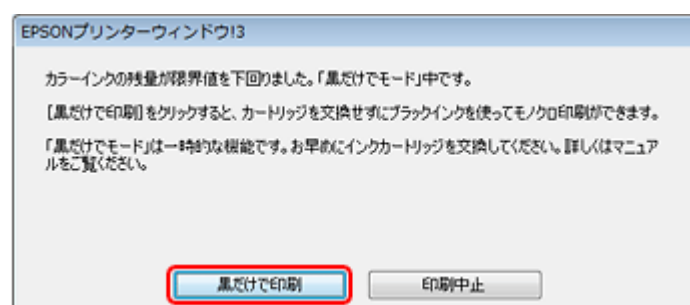 EPSONプリンターウィンドウ!3
カラーインクの残量が限界値を下回りました。「黒だけでモード」中です。
［黒だけで印刷］をクリックすると、カートリッジを交換せずにブラックインクを使ってモノクロ印刷ができます。
「黒だけでモード」は一時的な機能です。お早めにインクカートリッジを交換してください。詳しくはマニュア
ルをご覧ください。
黒だけで印刷
印刷中止